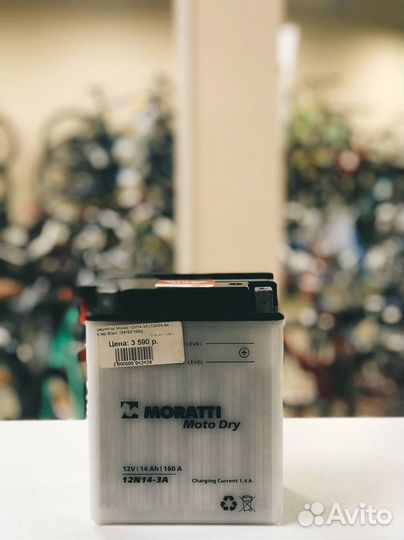 Цена: 3 590 р.
LEVEL
MORATTI
Moto Dry
LEVEL
12V | 14 Ah | 160 A
12N14-3A
Charging Current 1,4 A
Avito